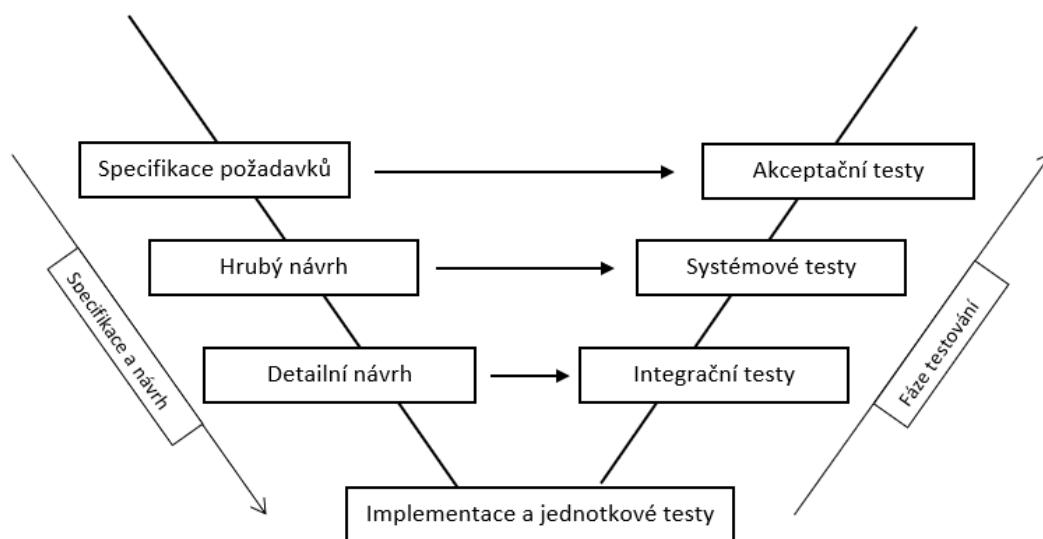 Specifikace požadavků
Akceptační testy
Hrubý návrh
Systémové testy
Specifikace a návrh
Fáze testování
Detailní návrh
Integrační testy
Implementace a jednotkové testy